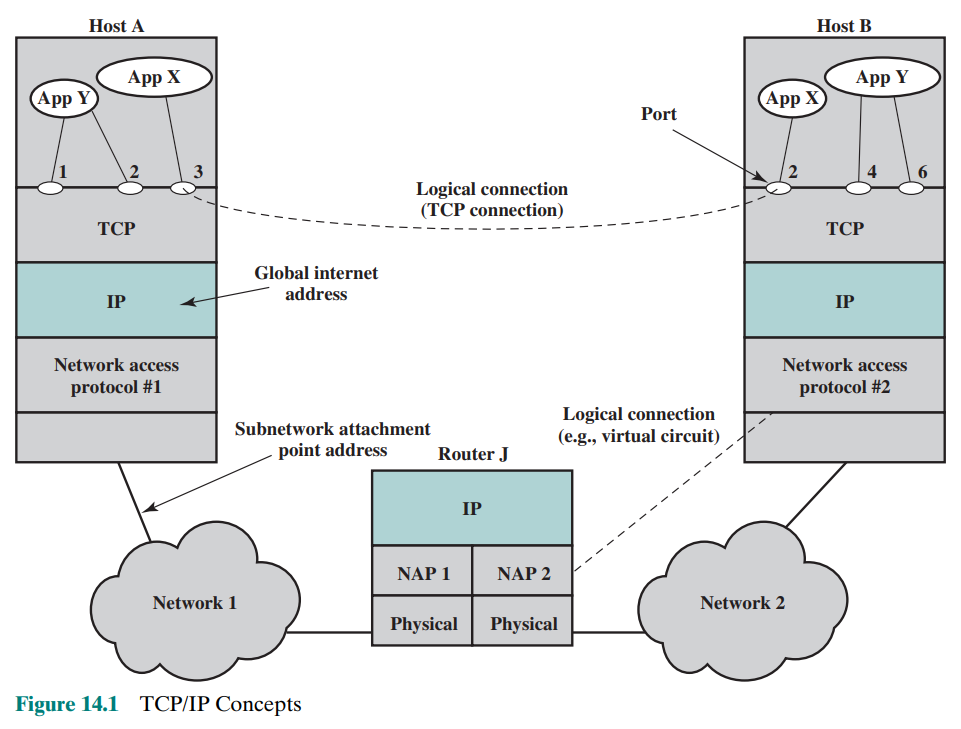 Host A
Host B
App X
App Y
App Y
App X
Port
1
2
3
2
4
6
Logical connection
(TCP connection)
TCP
TCP
Global internet
address
IP
IP
Network access
protocol #1
Network access
protocol #2
Logical connection
(e.g., virtual circuit)
Subnetwork attachment
point address
Router J
IP
NAP 1
NAP 2
Network 1
Network 2
Physical
Physical
Figure 14.1 TCP/IP Concepts